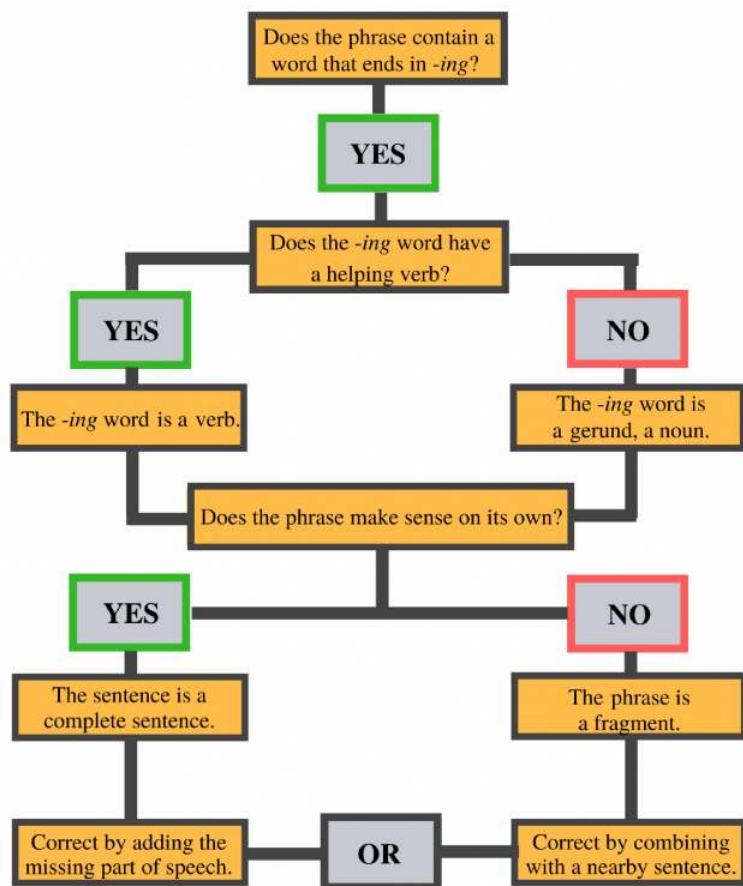 Does the phrase contain a
word that ends in -ing?
YES
Does the -ing word have
a helping verb?
YES
NO
The -ing word is a verb.
The -ing word is
a gerund, a noun.
Does the phrase make sense on its own?
YES
NO
The sentence is a
complete sentence.
The phrase is
a fragment.
Correct by adding the
missing part of speech.
OR
Correct by combining
with a nearby sentence.